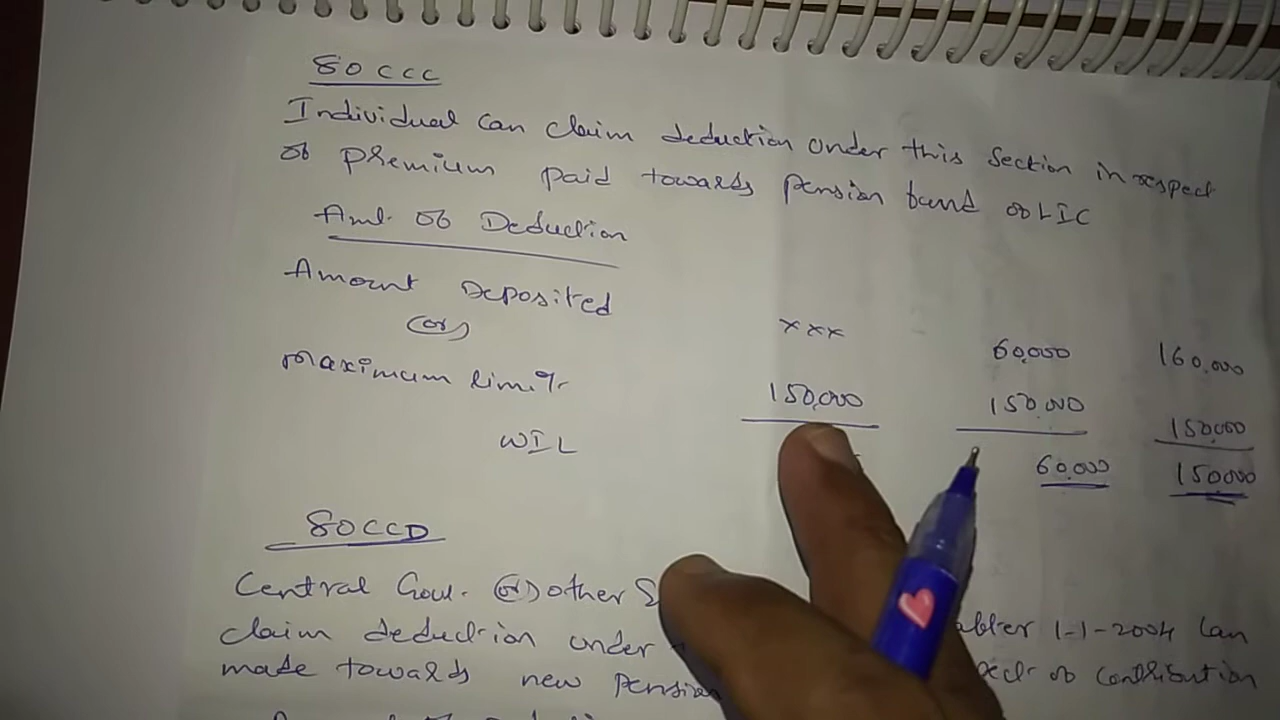 80 CCC
Individual can claim deduction under this section in respect
of premium paid towards pension fund of LIC
Amt. of Deduction
Amount Deposited xxx 60,000 160,000
(or)
Maximum limit 150,000 150,000 150,000
WIL 60,000 150,000
80CCD
Central Govt. (or) other
claim deduction under after 1-1-2004 can
made towards new pension of contribution